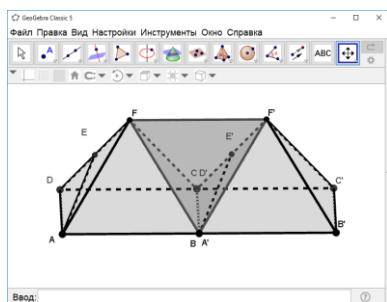 GeoGebra Classic 5
Файл Правка Вид Настройки Инструменты Окно Справка
ABC
F F'
E E'
D C D' C'
A B A' B'
Ввод: